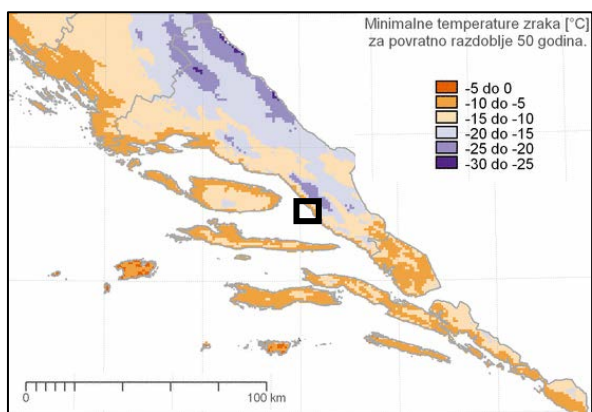 Minimalne temperature zraka [°C]
za povratno razdoblje 50 godina.
-5 do 0
-10 do -5
-15 do -10
-20 do -15
-25 do -20
-30 do -25
0
100 km